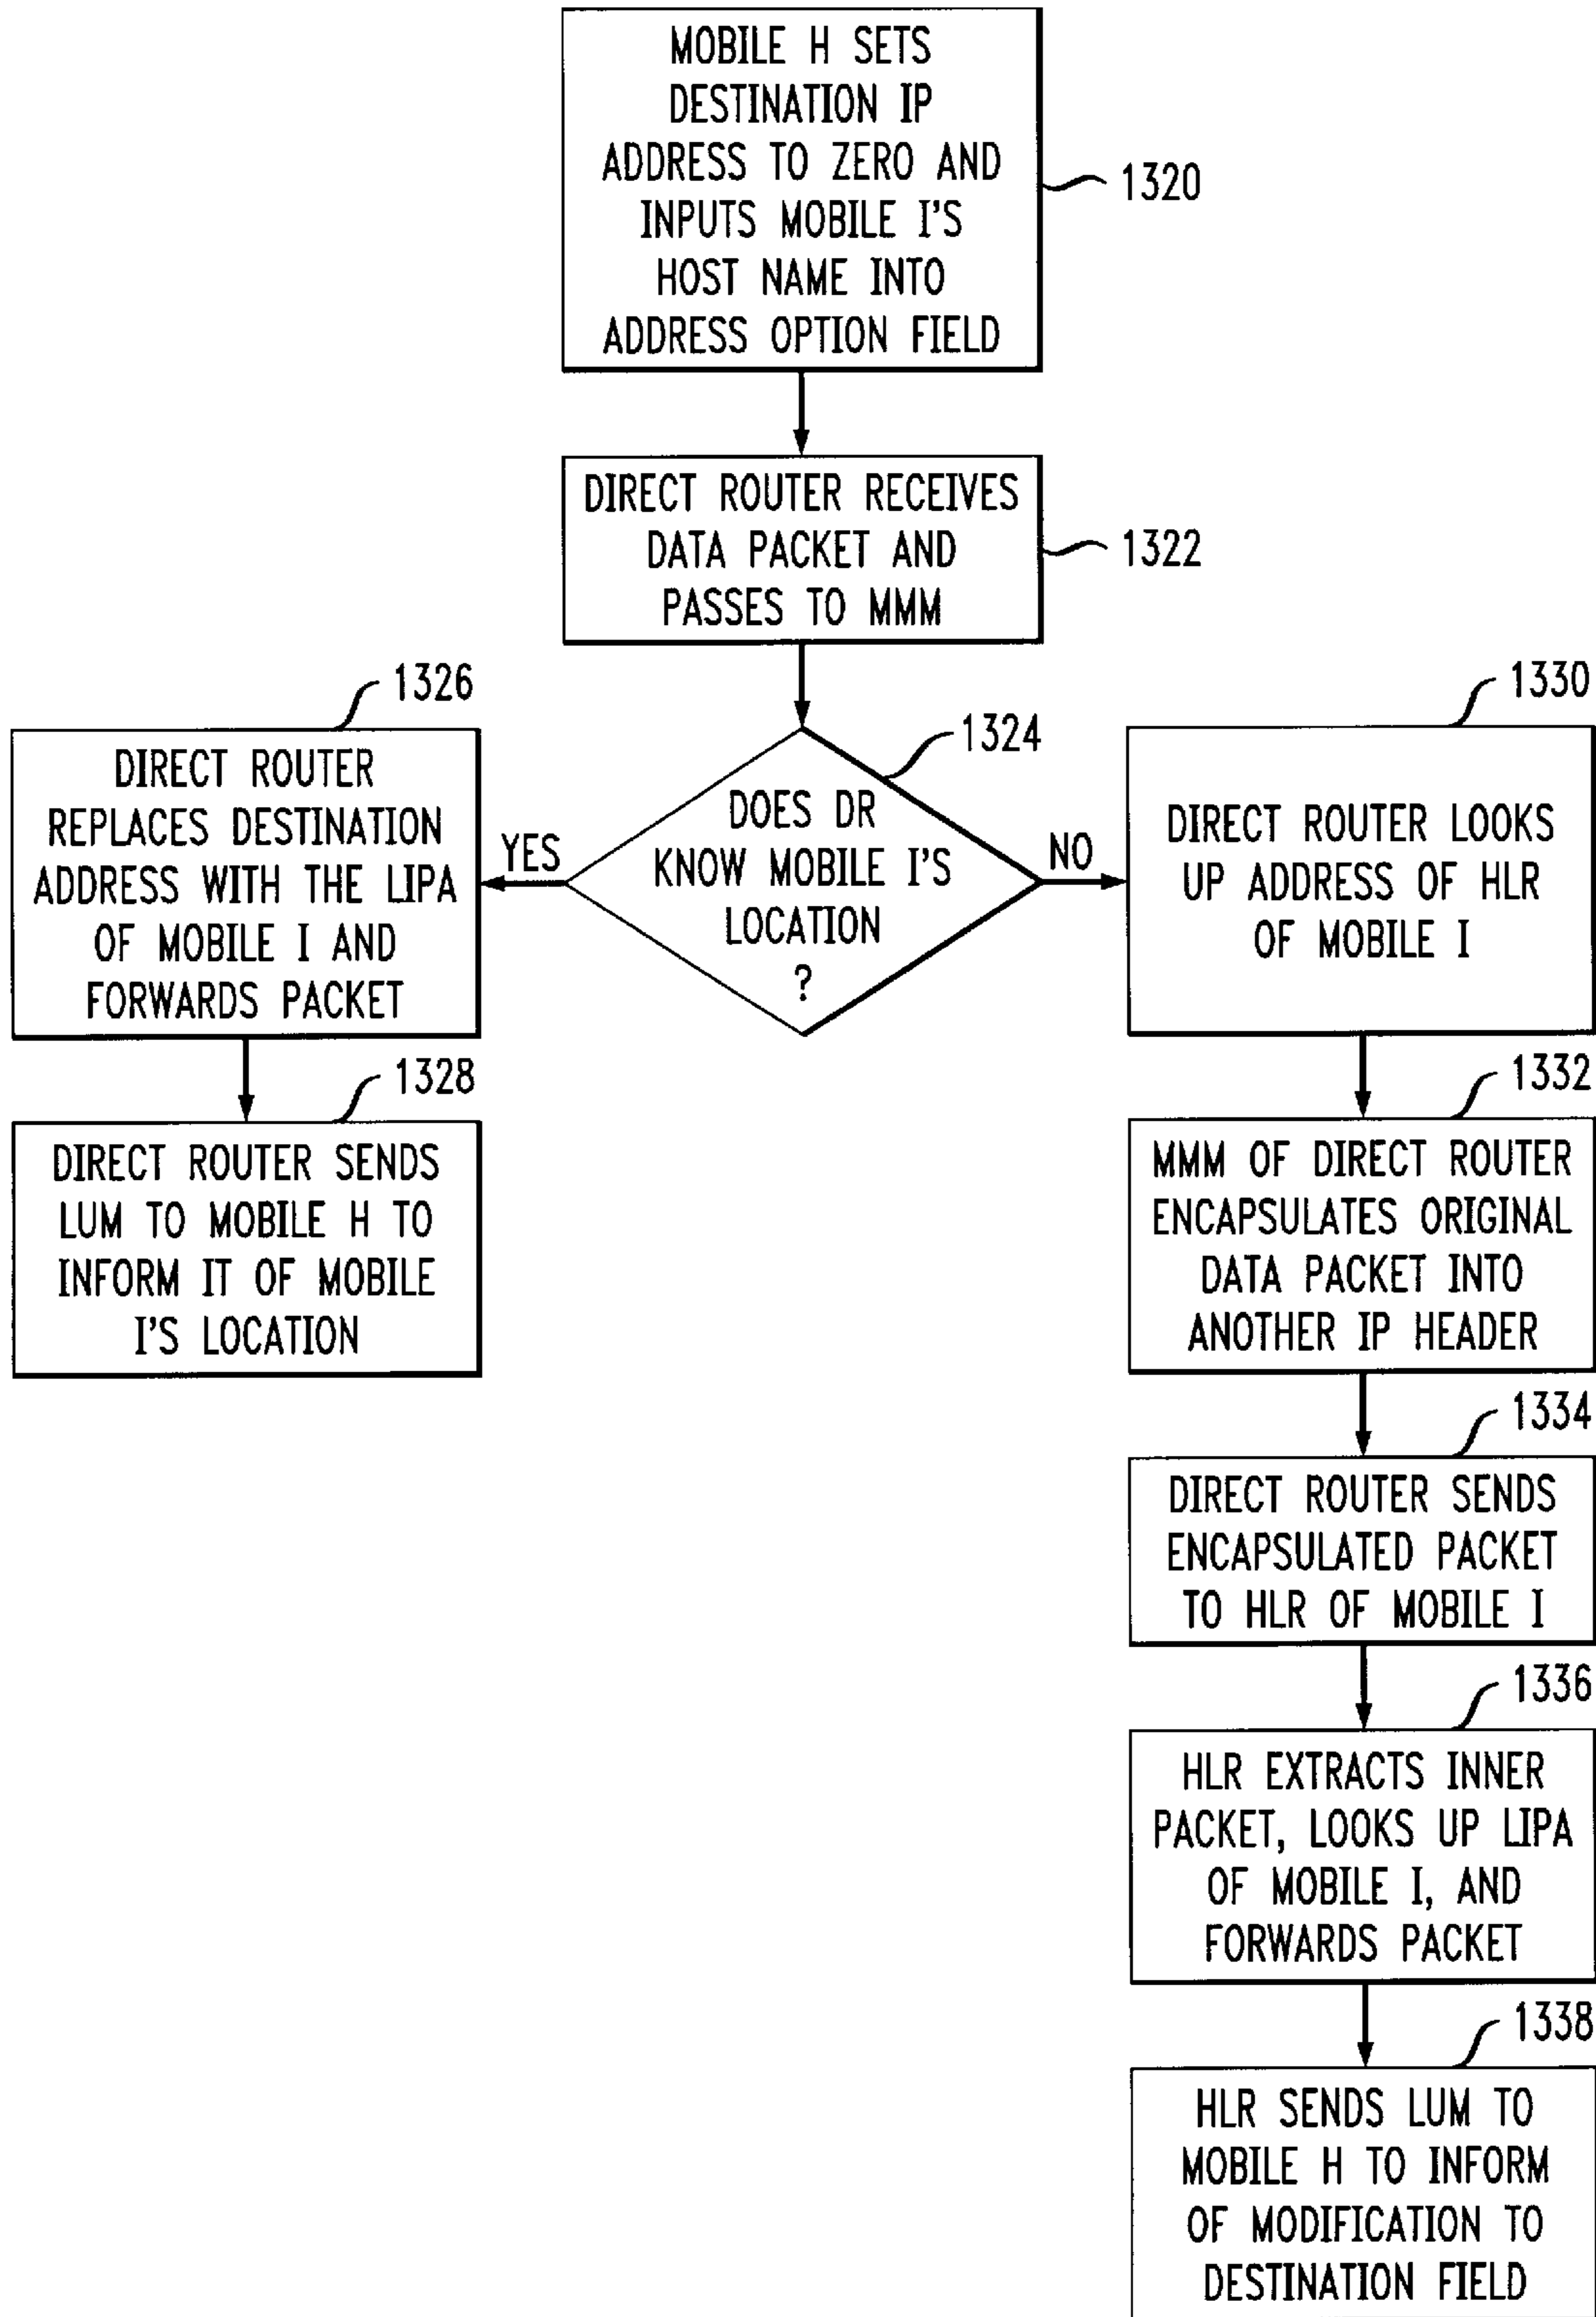 MOBILE H SETS
DESTINATION IP
ADDRESS TO ZERO AND
INPUTS MOBILE I'S
HOST NAME INTO
ADDRESS OPTION FIELD
1320
DIRECT ROUTER RECEIVES
DATA PACKET AND
PASSES TO MMM
1322
1324
DOES DR
KNOW MOBILE I'S
LOCATION
?
YES
NO
1326
DIRECT ROUTER
REPLACES DESTINATION
ADDRESS WITH THE LIPA
OF MOBILE I AND
FORWARDS PACKET
1328
DIRECT ROUTER SENDS
LUM TO MOBILE H TO
INFORM IT OF MOBILE
I'S LOCATION
1330
DIRECT ROUTER LOOKS
UP ADDRESS OF HLR
OF MOBILE I
1332
MMM OF DIRECT ROUTER
ENCAPSULATES ORIGINAL
DATA PACKET INTO
ANOTHER IP HEADER
1334
DIRECT ROUTER SENDS
ENCAPSULATED PACKET
TO HLR OF MOBILE I
1336
HLR EXTRACTS INNER
PACKET, LOOKS UP LIPA
OF MOBILE I, AND
FORWARDS PACKET
1338
HLR SENDS LUM TO
MOBILE H TO INFORM
OF MODIFICATION TO
DESTINATION FIELD